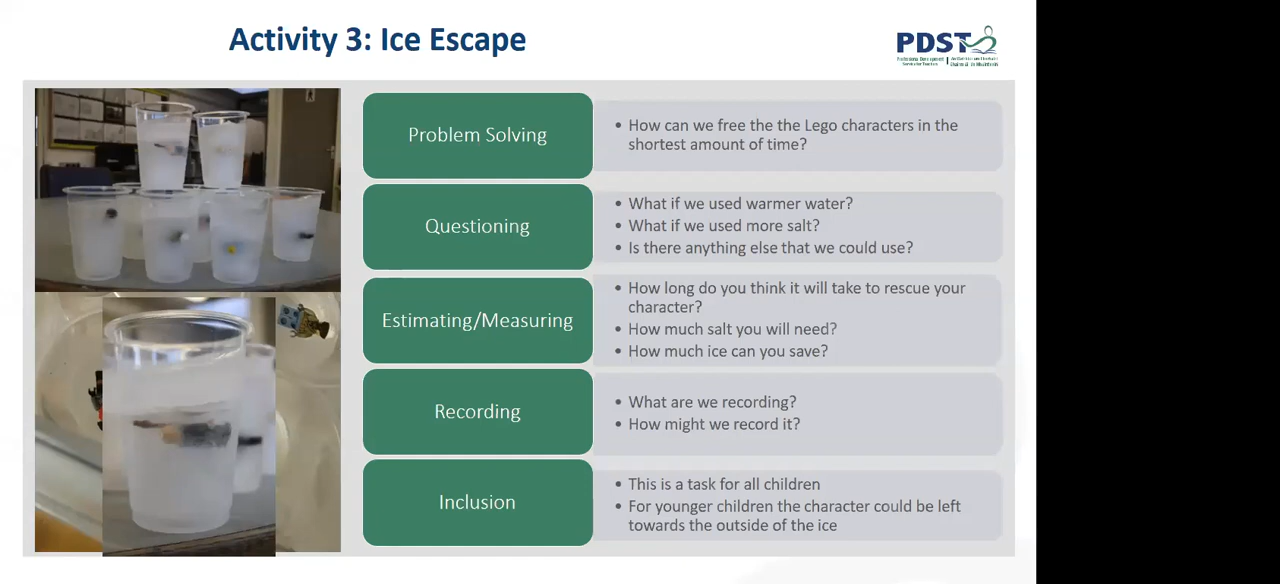 Activity 3: Ice Escape
PDST
Problem Solving
• How can we free the the Lego characters in the
shortest amount of time?
Questioning
• What if we used warmer water?
• What if we used more salt?
• Is there anything else that we could use?
Estimating/Measuring
• How long do you think it will take to rescue your
character?
• How much salt you will need?
• How much ice can you save?
Recording
• What are we recording?
• How might we record it?
Inclusion
• This is a task for all children
• For younger children the character could be left
towards the outside of the ice